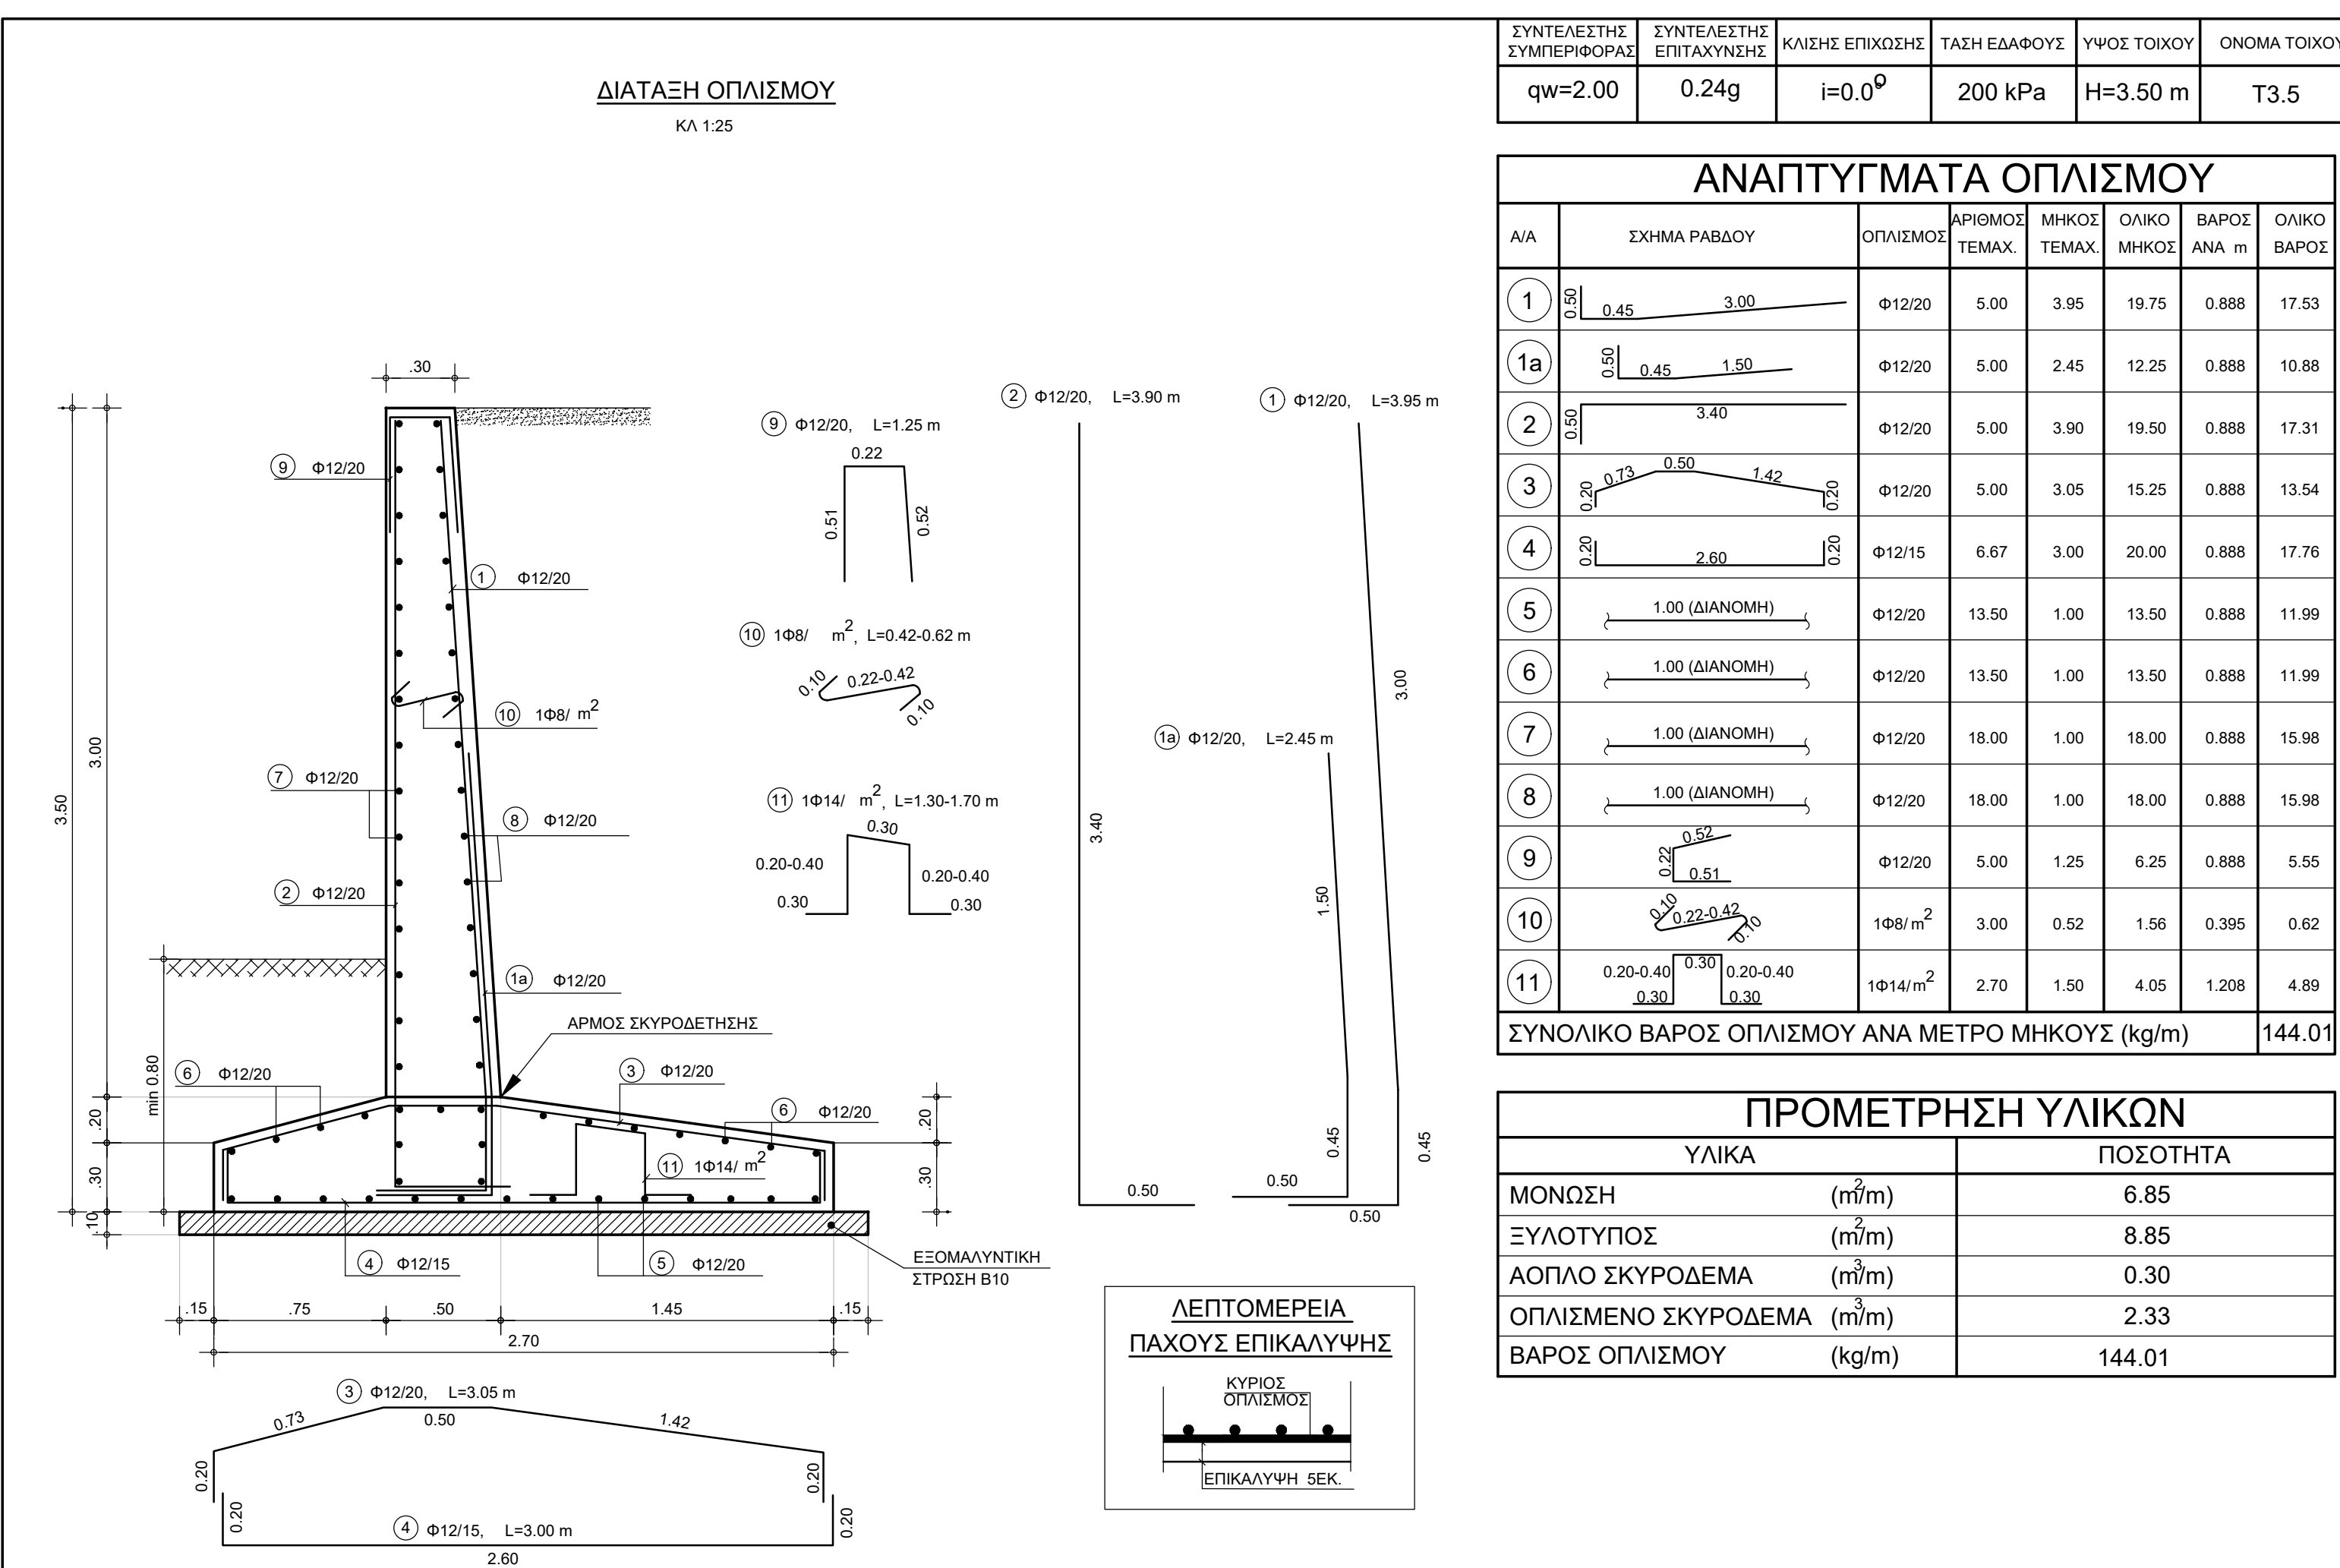 ΔΙΑΤΑΞΗ ΟΠΛΙΣΜΟΥ
ΚΛ 1:25
ΣΥΝΤΕΛΕΣΤΗΣ ΣΥΜΠΕΡΙΦΟΡΑΣ ΣΥΝΤΕΛΕΣΤΗΣ ΕΠΙΤΑΧΥΝΣΗΣ ΚΛΙΣΗΣ ΕΠΙΧΩΣΗΣ ΤΑΣΗ ΕΔΑΦΟΥΣ ΥΨΟΣ ΤΟΙΧΟΥ ΟΝΟΜΑ ΤΟΙΧΟΥ
qw=2.00 0.24g i=0.0° 200 kPa H=3.50 m T3.5
ΑΝΑΠΤΥΓΜΑΤΑ ΟΠΛΙΣΜΟΥ
Α/Α ΣΧΗΜΑ ΡΑΒΔΟΥ ΟΠΛΙΣΜΟΣ ΑΡΙΘΜΟΣ ΤΕΜΑΧ. ΜΗΚΟΣ ΤΕΜΑΧ. ΟΛΙΚΟ ΜΗΚΟΣ ΒΑΡΟΣ ΑΝΑ m ΟΛΙΚΟ ΒΑΡΟΣ
1 0.50 0.45 3.00 Φ12/20 5.00 3.95 19.75 0.888 17.53
1a 0.50 0.45 1.50 Φ12/20 5.00 2.45 12.25 0.888 10.88
2 0.50 3.40 Φ12/20 5.00 3.90 19.50 0.888 17.31
3 0.20 0.73 0.50 1.42 0.20 Φ12/20 5.00 3.05 15.25 0.888 13.54
4 0.20 2.60 0.20 Φ12/15 6.67 3.00 20.00 0.888 17.76
5 1.00 (ΔΙΑΝΟΜΗ) Φ12/20 13.50 1.00 13.50 0.888 11.99
6 1.00 (ΔΙΑΝΟΜΗ) Φ12/20 13.50 1.00 13.50 0.888 11.99
7 1.00 (ΔΙΑΝΟΜΗ) Φ12/20 18.00 1.00 18.00 0.888 15.98
8 1.00 (ΔΙΑΝΟΜΗ) Φ12/20 18.00 1.00 18.00 0.888 15.98
9 0.52 0.22 0.51 Φ12/20 5.00 1.25 6.25 0.888 5.55
10 0.10 0.22-0.42 0.10 1Φ8/ m² 3.00 0.52 1.56 0.395 0.62
11 0.20-0.40 0.30 0.20-0.40 0.30 0.30 1Φ14/ m² 2.70 1.50 4.05 1.208 4.89
ΣΥΝΟΛΙΚΟ ΒΑΡΟΣ ΟΠΛΙΣΜΟΥ ΑΝΑ ΜΕΤΡΟ ΜΗΚΟΥΣ (kg/m) 144.01
ΠΡΟΜΕΤΡΗΣΗ ΥΛΙΚΩΝ
ΥΛΙΚΑ ΠΟΣΟΤΗΤΑ
ΜΟΝΩΣΗ (m²/m) 6.85
ΞΥΛΟΤΥΠΟΣ (m²/m) 8.85
ΑΟΠΛΟ ΣΚΥΡΟΔΕΜΑ (m³/m) 0.30
ΟΠΛΙΣΜΕΝΟ ΣΚΥΡΟΔΕΜΑ (m³/m) 2.33
ΒΑΡΟΣ ΟΠΛΙΣΜΟΥ (kg/m) 144.01
.30
9 Φ12/20
1 Φ12/20
10 1Φ8/ m²
7 Φ12/20
8 Φ12/20
2 Φ12/20
1a Φ12/20
ΑΡΜΟΣ ΣΚΥΡΟΔΕΤΗΣΗΣ
6 Φ12/20
3 Φ12/20
6 Φ12/20
11 1Φ14/ m²
4 Φ12/15
5 Φ12/20
ΕΞΟΜΑΛΥΝΤΙΚΗ
ΣΤΡΩΣΗ Β10
3.50
3.00
min 0.80
.20
.30
.10
.20
.30
.15 .75 .50 1.45 .15
2.70
9 Φ12/20, L=1.25 m
0.22
0.51 0.52
10 1Φ8/ m², L=0.42-0.62 m
0.10 0.22-0.42 0.10
11 1Φ14/ m², L=1.30-1.70 m
0.30
0.20-0.40 0.20-0.40
0.30 0.30
2 Φ12/20, L=3.90 m
3.40
0.50
1a Φ12/20, L=2.45 m
1.50
0.45
0.50
1 Φ12/20, L=3.95 m
3.00
0.45
0.50
3 Φ12/20, L=3.05 m
0.73 0.50 1.42
0.20 0.20
4 Φ12/15, L=3.00 m
0.20 0.20
2.60
ΛΕΠΤΟΜΕΡΕΙΑ
ΠΑΧΟΥΣ ΕΠΙΚΑΛΥΨΗΣ
ΚΥΡΙΟΣ
ΟΠΛΙΣΜΟΣ
ΕΠΙΚΑΛΥΨΗ 5ΕΚ.